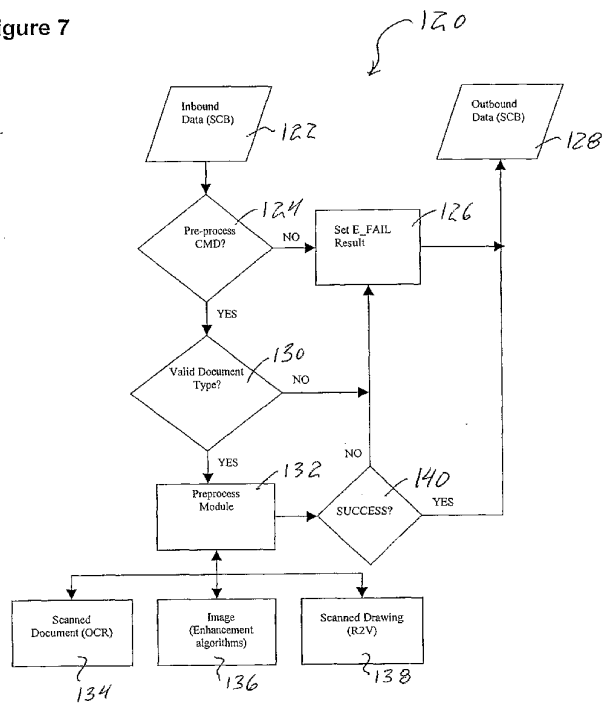 gure 7
120
Inbound
Data (SCB)
122
Outbound
Data (SCB)
128
Pre-process
CMD?
124
NO
Set E_FAIL
Result
126
YES
Valid Document
Type?
130
NO
YES
NO
Preprocess
Module
132
SUCCESS?
140
YES
Scanned
Document (OCR)
134
Image
(Enhancement
algorithms)
136
Scanned Drawing
(R2V)
138